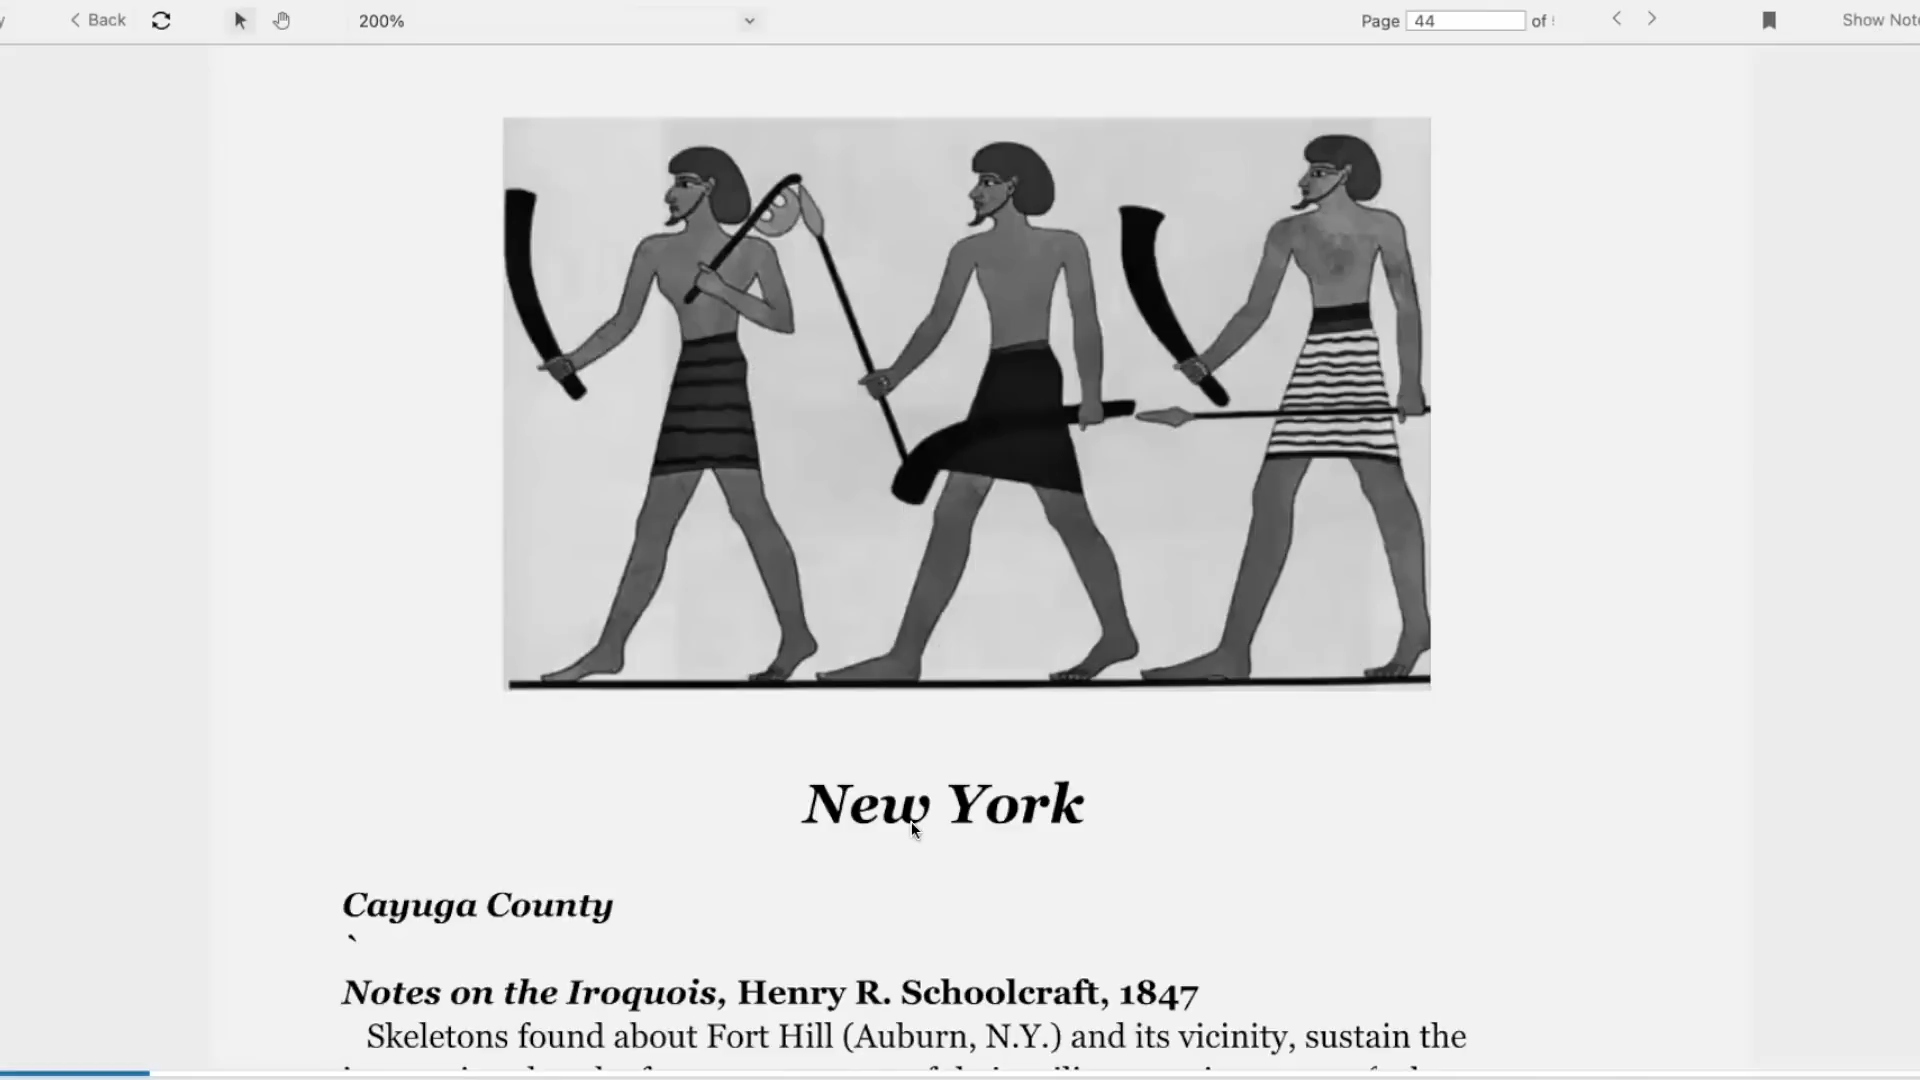 Back
200%
Page 44 of
Show Note
New York
Cayuga County
`
Notes on the Iroquois, Henry R. Schoolcraft, 1847
Skeletons found about Fort Hill (Auburn, N.Y.) and its vicinity, sustain the